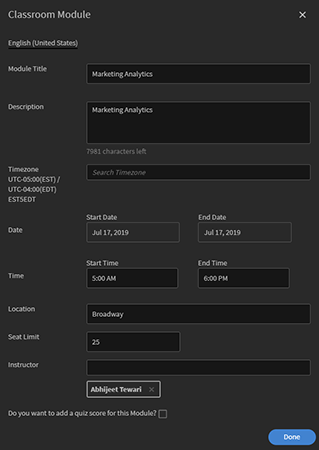 Classroom Module
English (United States)
Module Title
Marketing Analytics
Description
Marketing Analytics
7981 characters left
Timezone
UTC-05:00(EST) /
UTC-04:00(EDT)
EST5EDT
Search Timezone
Start Date
End Date
Date
Jul 17, 2019
Jul 17, 2019
Start Time
End Time
Time
5:00 AM
6:00 PM
Location
Broadway
Seat Limit
25
Instructor
Abhijeet Tewari
Do you want to add a quiz score for this Module?
Done